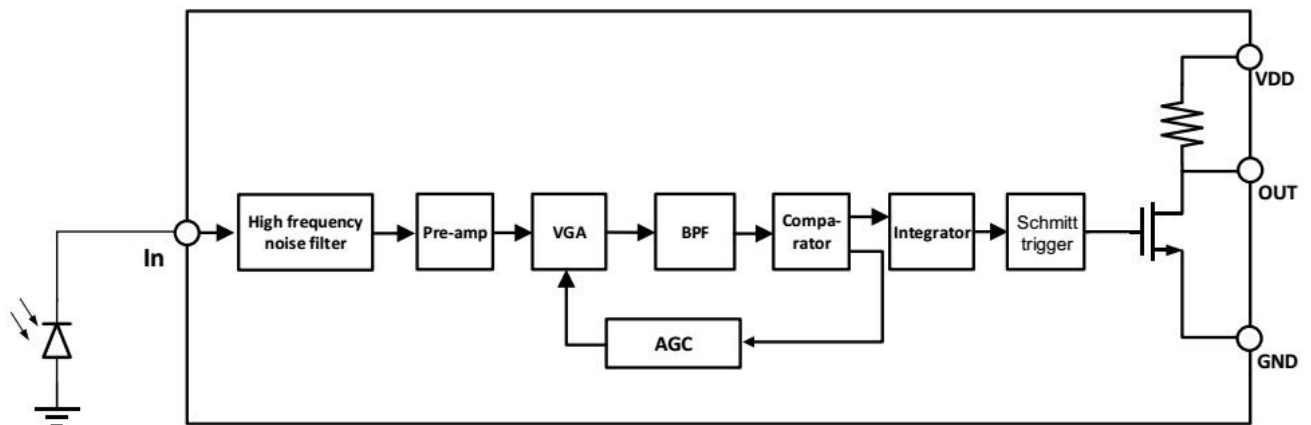 VDD
OUT
High frequency
noise filter
Pre-amp
VGA
BPF
Compa-
rator
Integrator
Schmitt
trigger
In
AGC
GND